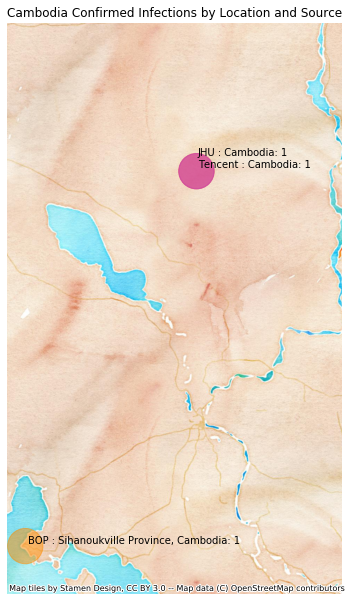 Cambodia Confirmed Infections by Location and Source
JHU : Cambodia: 1
Tencent : Cambodia: 1
BOP : Sihanoukville Province, Cambodia: 1
Map tiles by Stamen Design, CC BY 3.0 -- Map data (C) OpenStreetMap contributors